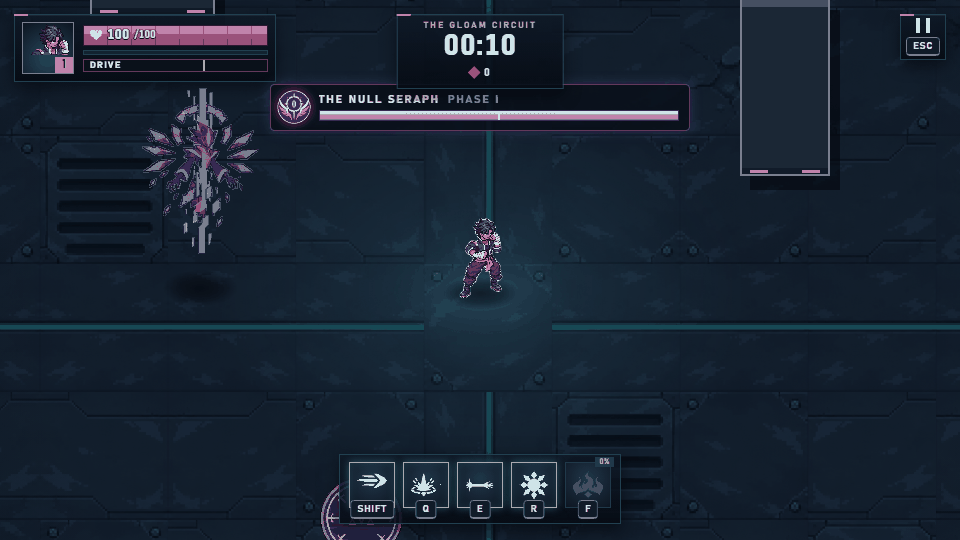 THE GLOAM CIRCUIT
00:10
0
100 /100
1
DRIVE
ESC
THE NULL SERAPH PHASE I
0%
SHIFT
Q
E
R
F